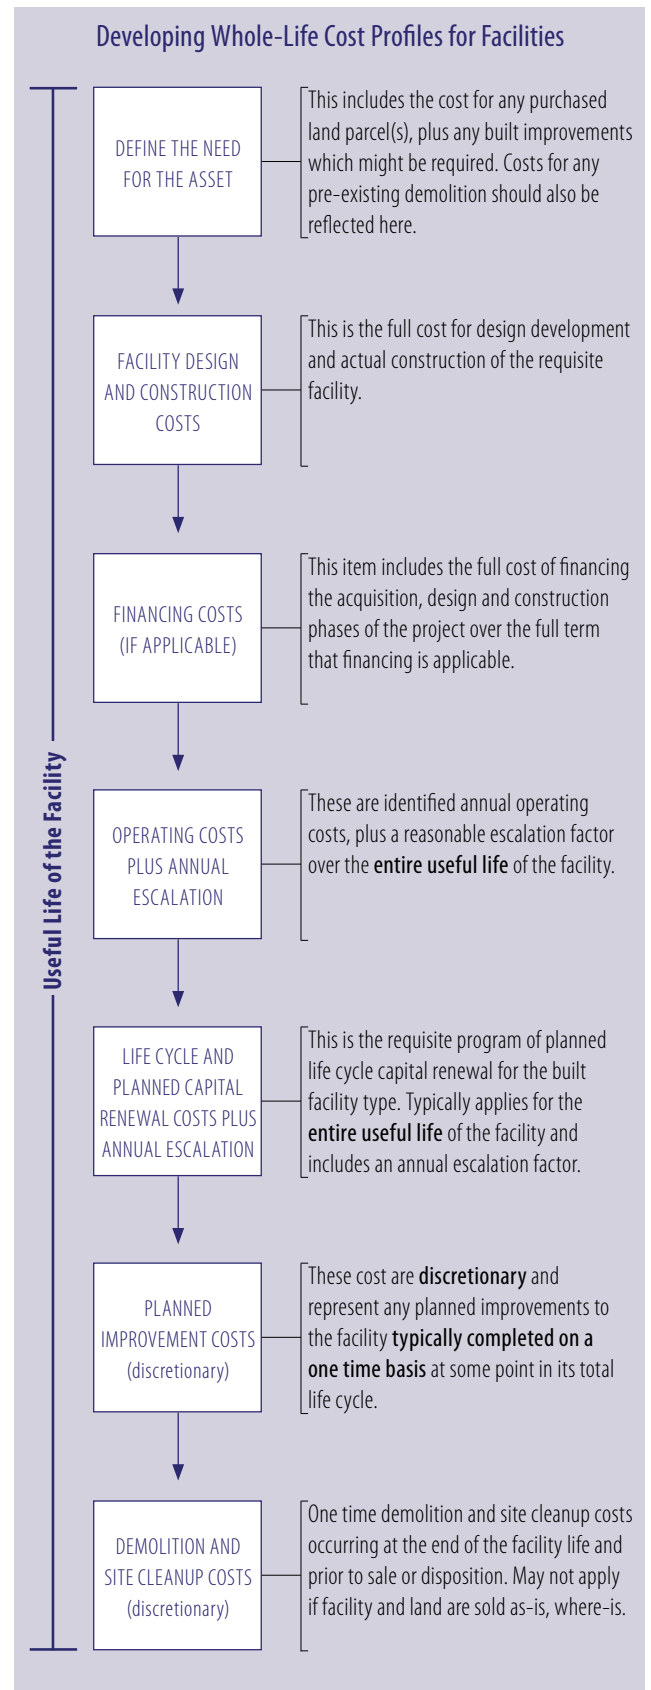 Developing Whole-Life Cost Profiles for Facilities
Useful Life of the Facility
DEFINE THE NEED
FOR THE ASSET
This includes the cost for any purchased
land parcel(s), plus any built improvements
which might be required. Costs for any
pre-existing demolition should also be
reflected here.
FACILITY DESIGN
AND CONSTRUCTION
COSTS
This is the full cost for design development
and actual construction of the requisite
facility.
FINANCING COSTS
(IF APPLICABLE)
This item includes the full cost of financing
the acquisition, design and construction
phases of the project over the full term
that financing is applicable.
OPERATING COSTS
PLUS ANNUAL
ESCALATION
These are identified annual operating
costs, plus a reasonable escalation factor
over the entire useful life of the facility.
LIFE CYCLE AND
PLANNED CAPITAL
RENEWAL COSTS PLUS
ANNUAL ESCALATION
This is the requisite program of planned
life cycle capital renewal for the built
facility type. Typically applies for the
entire useful life of the facility and
includes an annual escalation factor.
PLANNED
IMPROVEMENT COSTS
(discretionary)
These cost are discretionary and
represent any planned improvements to
the facility typically completed on a
one time basis at some point in its total
life cycle.
DEMOLITION AND
SITE CLEANUP COSTS
(discretionary)
One time demolition and site cleanup costs
occurring at the end of the facility life and
prior to sale or disposition. May not apply
if facility and land are sold as-is, where-is.